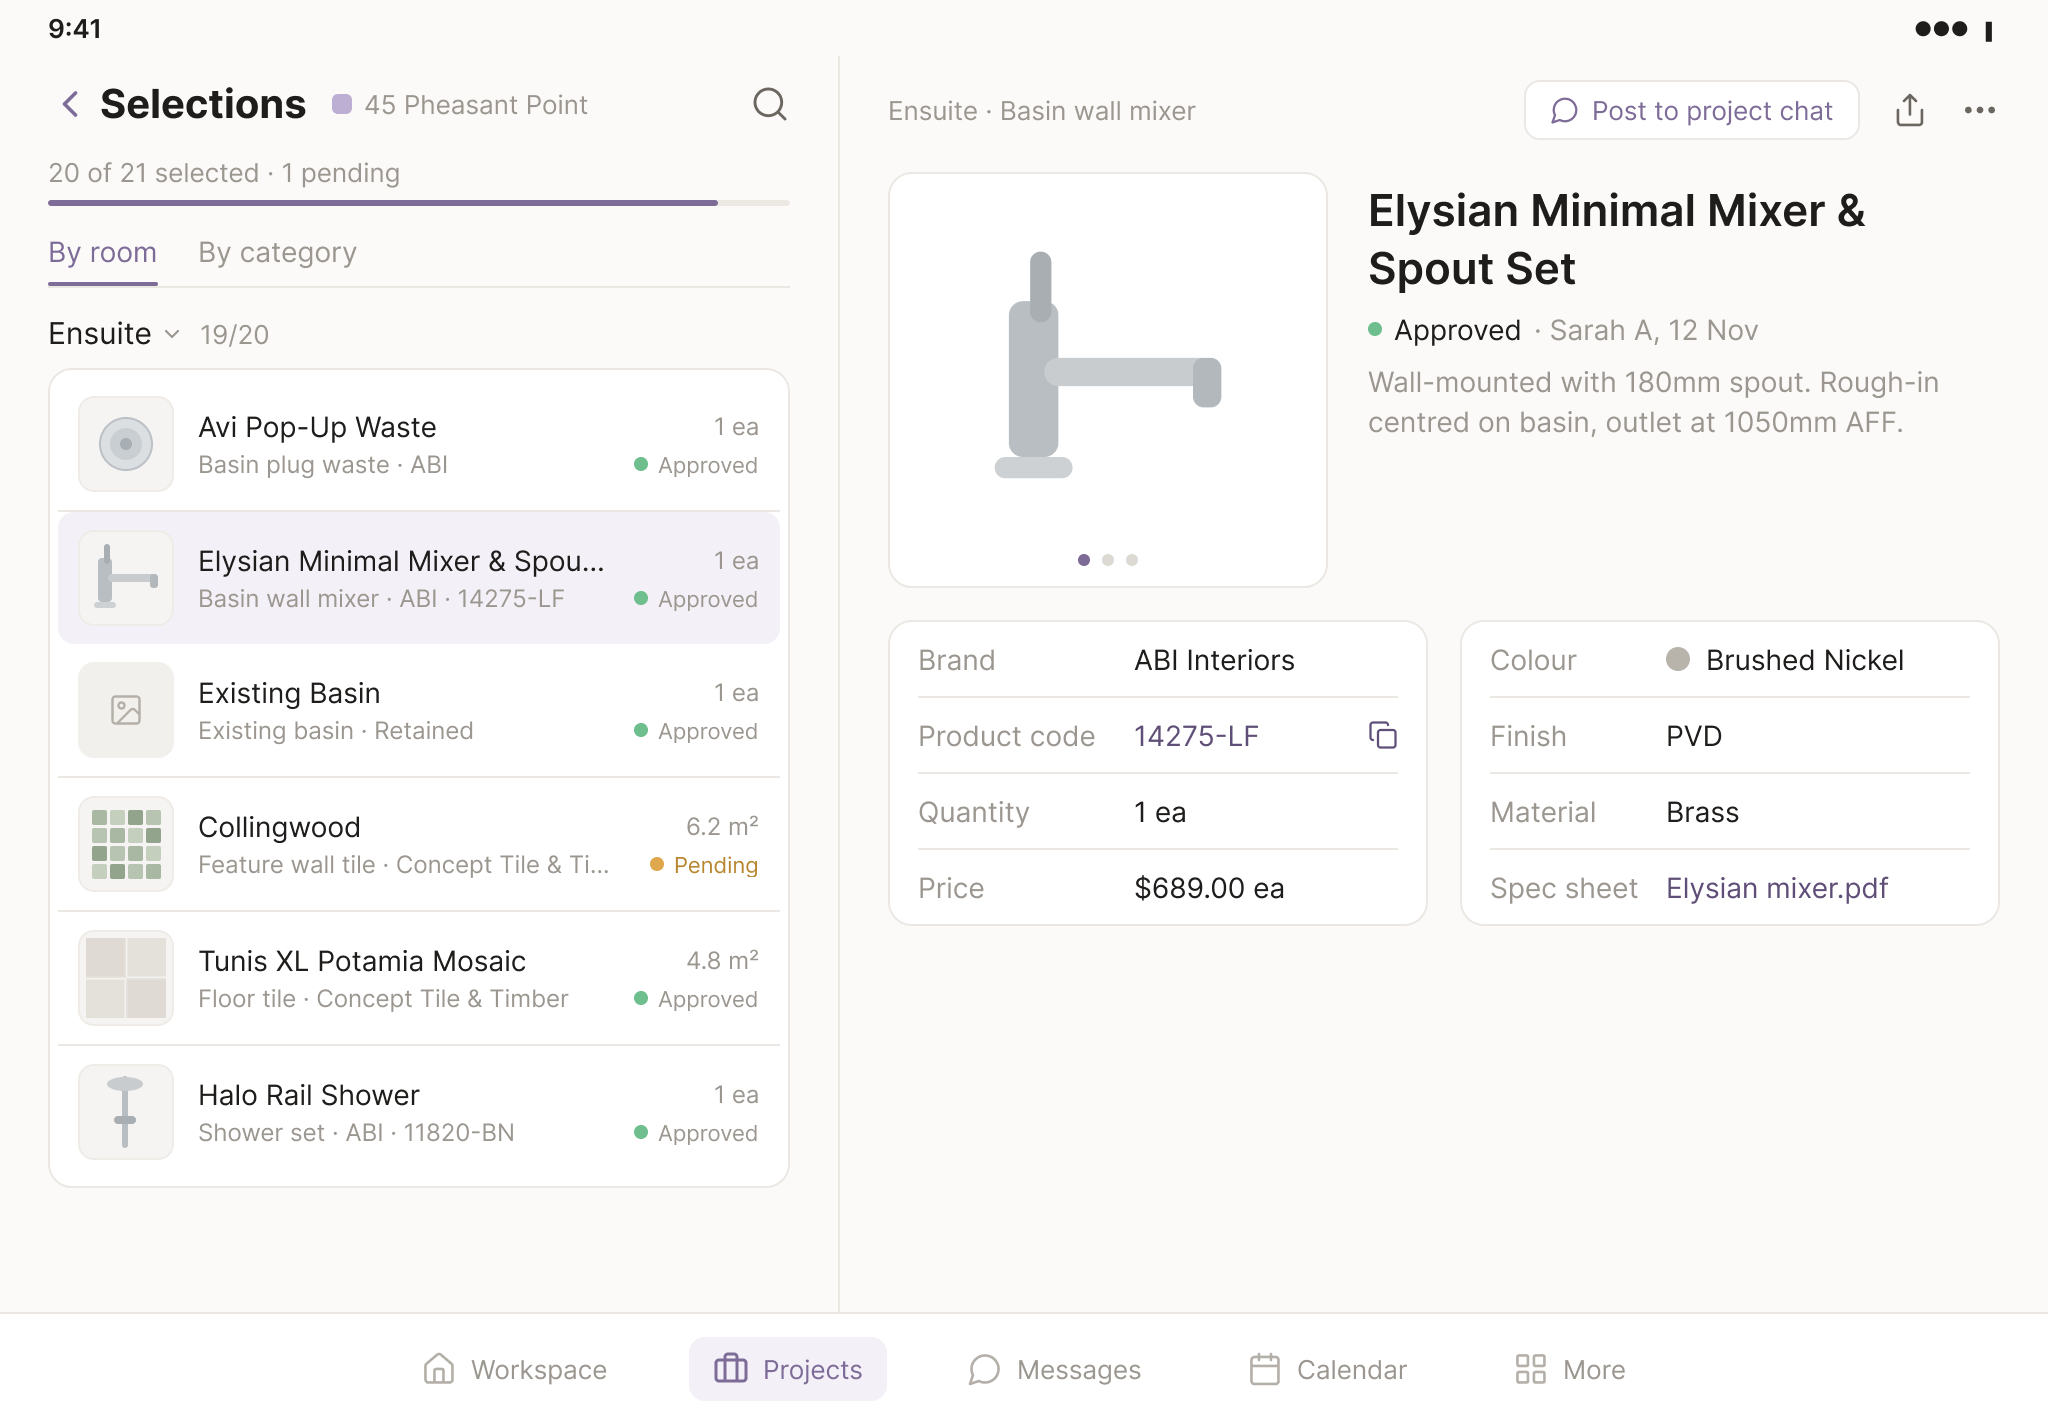 9:41
Selections
45 Pheasant Point
20 of 21 selected · 1 pending
By room
By category
Ensuite
19/20
Avi Pop-Up Waste
1 ea
Basin plug waste · ABI
Approved
Elysian Minimal Mixer & Spou...
1 ea
Basin wall mixer · ABI · 14275-LF
Approved
Existing Basin
1 ea
Existing basin · Retained
Approved
Collingwood
6.2 m²
Feature wall tile · Concept Tile & Ti...
Pending
Tunis XL Potamia Mosaic
4.8 m²
Floor tile · Concept Tile & Timber
Approved
Halo Rail Shower
1 ea
Shower set · ABI · 11820-BN
Approved
Ensuite · Basin wall mixer
Post to project chat
Elysian Minimal Mixer &
Spout Set
Approved · Sarah A, 12 Nov
Wall-mounted with 180mm spout. Rough-in
centred on basin, outlet at 1050mm AFF.
Brand
ABI Interiors
Product code
14275-LF
Quantity
1 ea
Price
$689.00 ea
Colour
Brushed Nickel
Finish
PVD
Material
Brass
Spec sheet
Elysian mixer.pdf
Workspace
Projects
Messages
Calendar
More